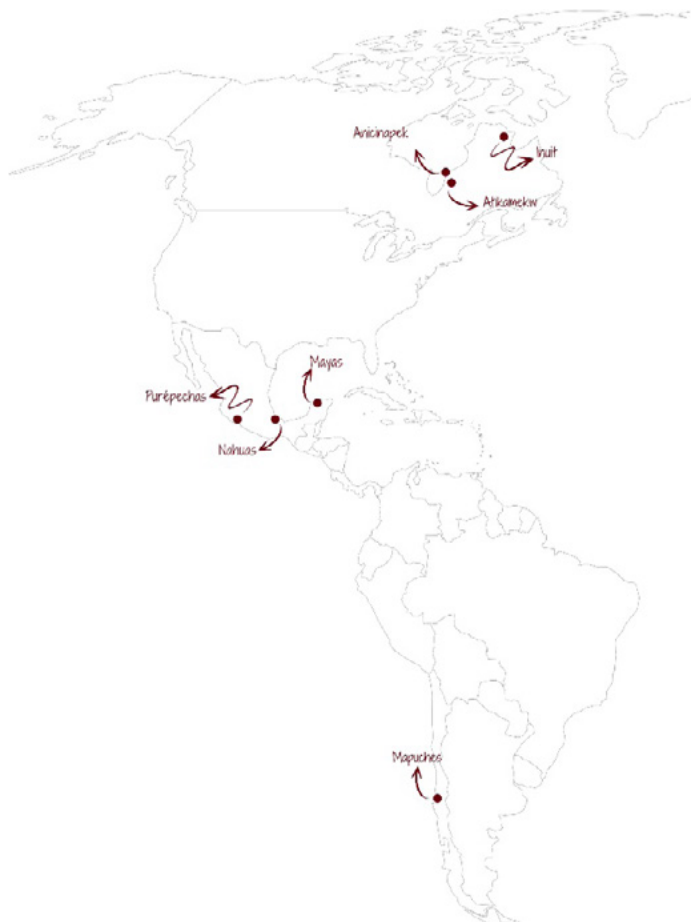 Anicinapek
Inuit
Atikamekw
Mayas
Purépechas
Nahuas
Mapuches